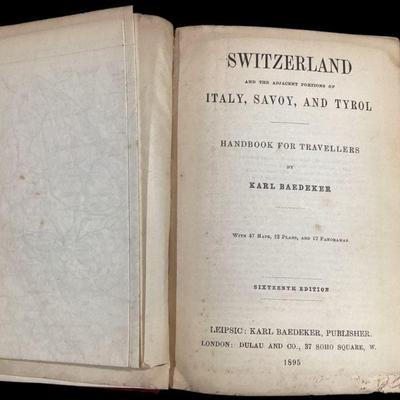 SWITZERLAND
AND THE ADJACENT PORTIONS OF
ITALY, SAVOY, AND TYROL
HANDBOOK FOR TRAVELLERS
BY
KARL BAEDEKER
WITH 47 MAPS, 12 PLANS, AND 12 PANORAMAS
SIXTEENTH EDITION
LEIPSIC: KARL BAEDEKER, PUBLISHER.
LONDON: DULAU AND CO., 37 SOHO SQUARE, W.
1895